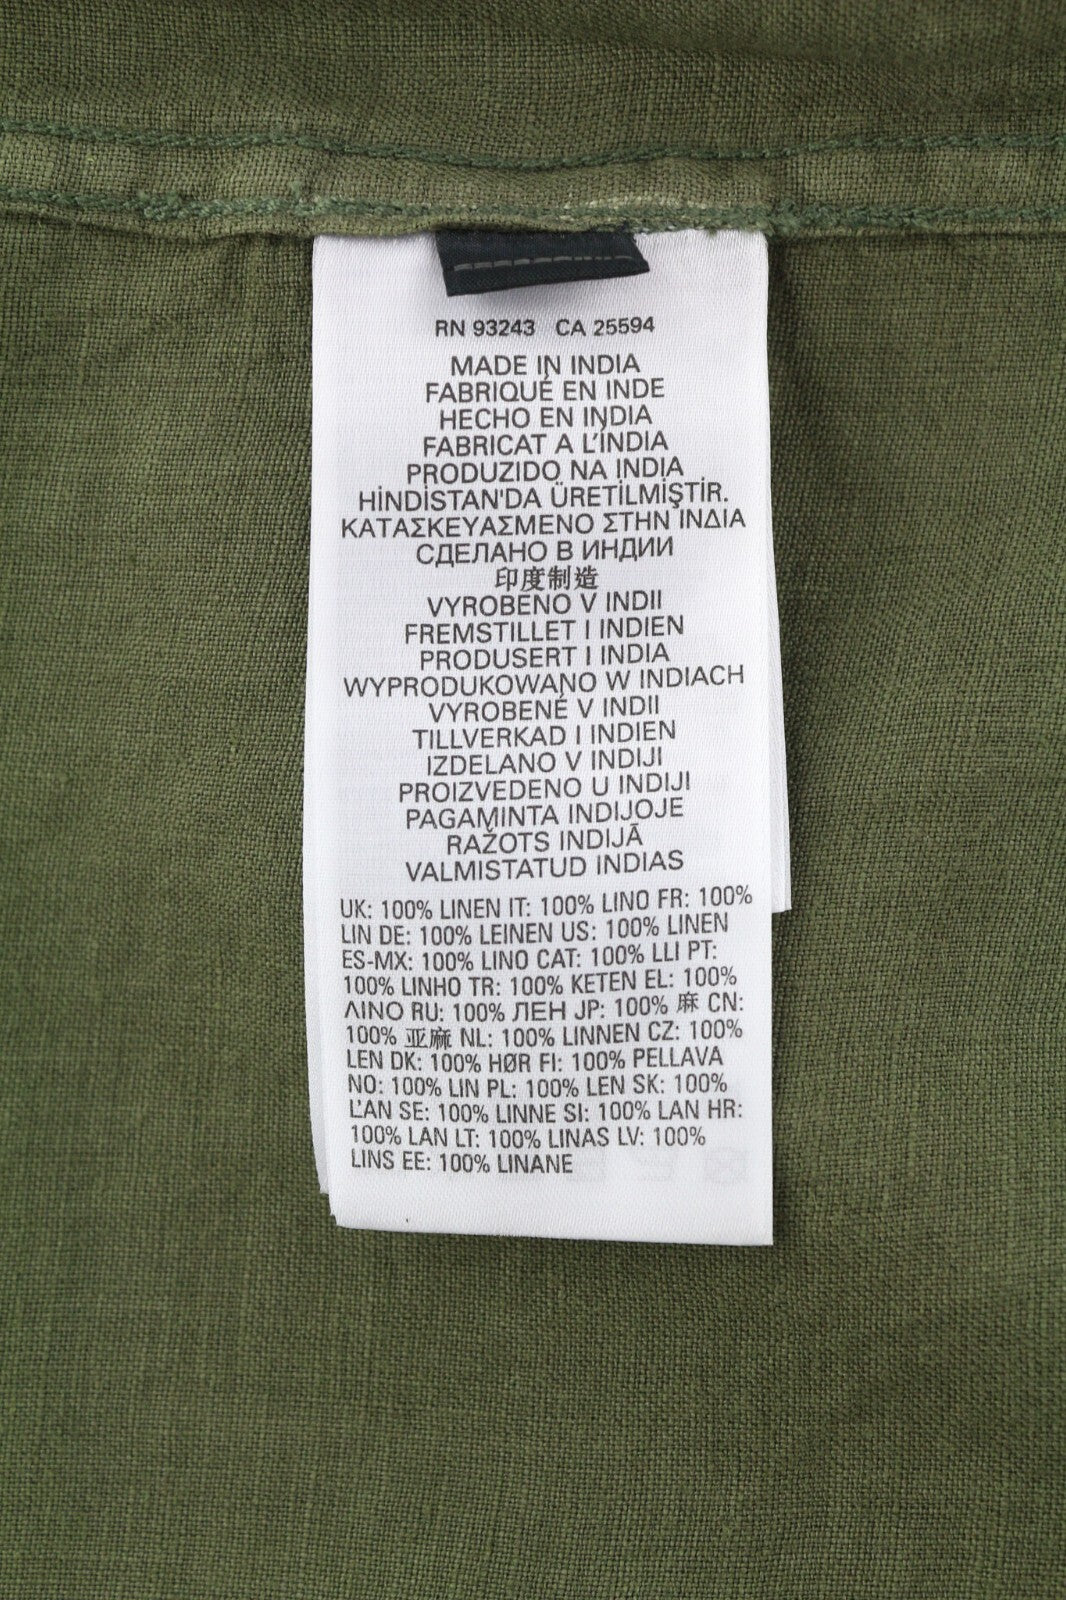 RN 93243 CA 25594
MADE IN INDIA
FABRIQUÉ EN INDE
HECHO EN INDIA
FABRICAT A L'ÍNDIA
PRODUZIDO NA ÍNDIA
HİNDİSTAN'DA ÜRETİLMİŞTİR.
ΚΑΤΑΣΚΕΥΑΣΜΕΝΟ ΣΤΗΝ ΙΝΔΙΑ
СДЕЛАНО В ИНДИИ
印度制造
VYROBENO V INDII
FREMSTILLET I INDIEN
PRODUSERT I INDIA
WYPRODUKOWANO W INDIACH
VYROBENÉ V INDII
TILLVERKAD I INDIEN
IZDELANO V INDIJI
PROIZVEDENO U INDIJI
PAGAMINTA INDIJOJE
RAŽOTS INDIJĀ
VALMISTATUD INDIAS
UK: 100% LINEN IT: 100% LINO FR: 100%
LIN DE: 100% LEINEN US: 100% LINEN
ES-MX: 100% LINO CAT: 100% LLI PT:
100% LINHO TR: 100% KETEN EL: 100%
ΛΙΝΟ RU: 100% ЛЕН JP: 100% 麻 CN:
100% 亚麻 NL: 100% LINNEN CZ: 100%
LEN DK: 100% HØR FI: 100% PELLAVA
NO: 100% LIN PL: 100% LEN SK: 100%
ĽAN SE: 100% LINNE SI: 100% LAN HR:
100% LAN LT: 100% LINAS LV: 100%
LINS EE: 100% LINANE